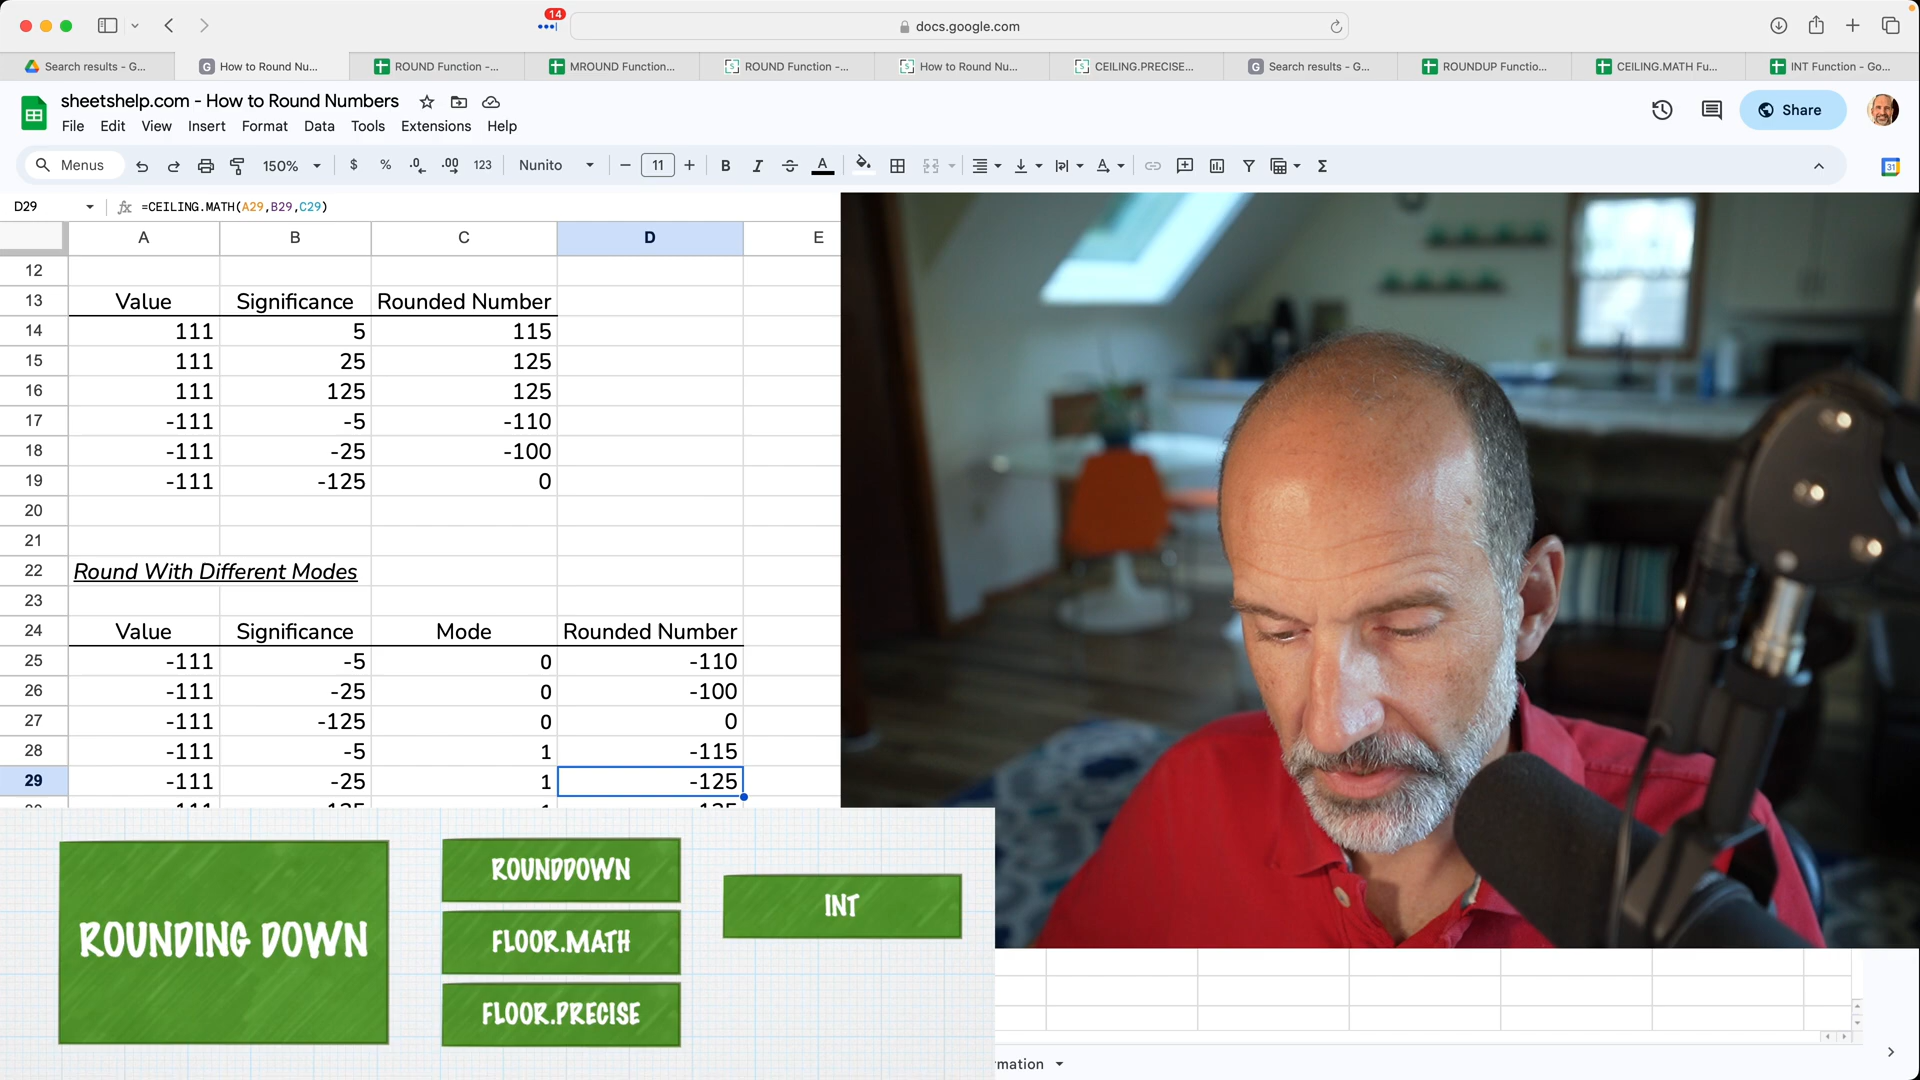 14
docs.google.com
Search results - G...
How to Round Nu...
ROUND Function -...
MROUND Function...
ROUND Function -...
How to Round Nu...
CEILING.PRECISE...
Search results - G...
ROUNDUP Functio...
CEILING.MATH Fu...
INT Function - Go...
sheetshelp.com - How to Round Numbers
File Edit View Insert Format Data Tools Extensions Help
Share
Menus 150% $ % .0 .00 123 Nunito 11 B I A Σ
31
D29 fx =CEILING.MATH(A29,B29,C29)
A B C D E
12
13 Value Significance Rounded Number
14 111 5 115
15 111 25 125
16 111 125 125
17 -111 -5 -110
18 -111 -25 -100
19 -111 -125 0
20
21
22 Round With Different Modes
23
24 Value Significance Mode Rounded Number
25 -111 -5 0 -110
26 -111 -25 0 -100
27 -111 -125 0 0
28 -111 -5 1 -115
29 -111 -25 1 -125
ROUNDING DOWN
ROUNDDOWN
FLOOR.MATH
FLOOR.PRECISE
INT
rmation